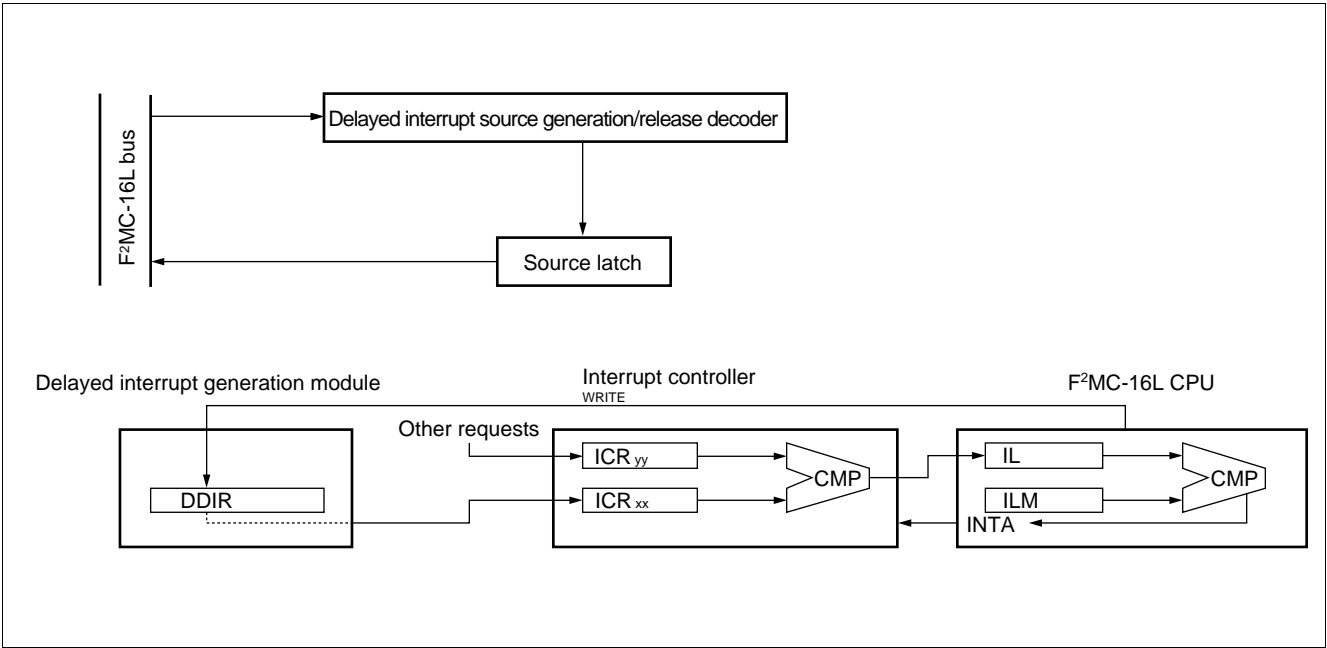 Delayed interrupt source generation/release decoder
F²MC-16L bus
Source latch
Delayed interrupt generation module
Interrupt controller
WRITE
F²MC-16L CPU
Other requests
ICR yy
CMP
IL
CMP
DDIR
ICR xx
ILM
INTA